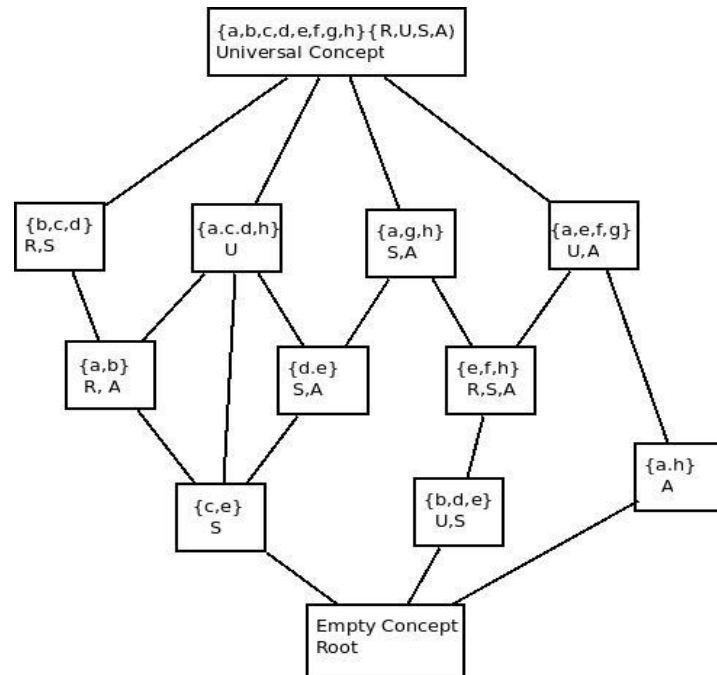 {a,b,c,d,e,f,g,h}{R,U,S,A)
Universal Concept
{b,c,d}
R,S
{a.c.d,h}
U
{a,g,h}
S,A
{a,e,f,g}
U,A
{a,b}
R, A
{d.e}
S,A
{e,f,h}
R,S,A
{a.h}
A
{c,e}
S
{b,d,e}
U,S
Empty Concept
Root